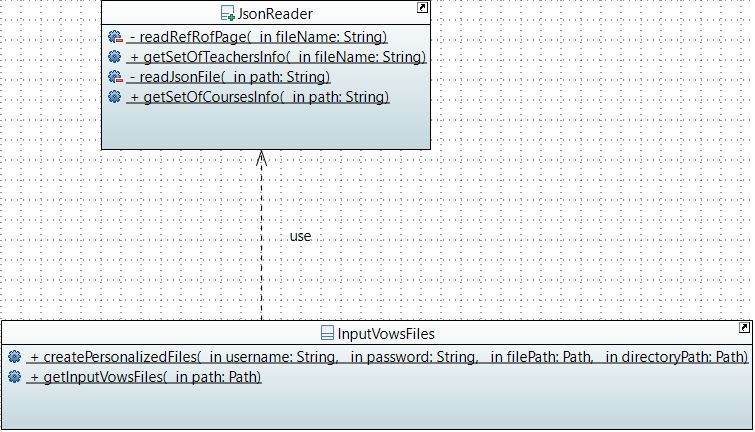 JsonReader
- readRefRofPage( in fileName: String)
+ getSetOfTeachersInfo( in fileName: String)
- readJsonFile( in path: String)
+ getSetOfCoursesInfo( in path: String)
use
InputVowsFiles
+ createPersonalizedFiles( in username: String, in password: String, in filePath: Path, in directoryPath: Path)
+ getInputVowsFiles( in path: Path)